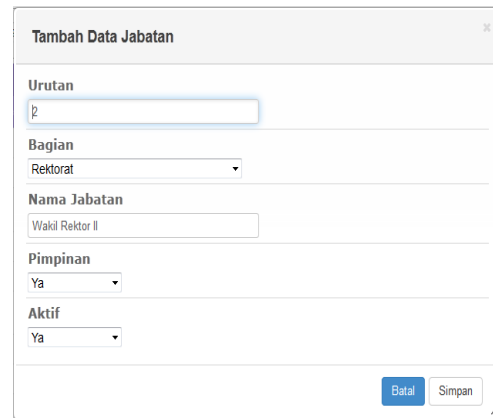 Tambah Data Jabatan
×
Urutan
2
Bagian
Rektorat
Nama Jabatan
Wakil Rektor II
Pimpinan
Ya
Aktif
Ya
Batal Simpan